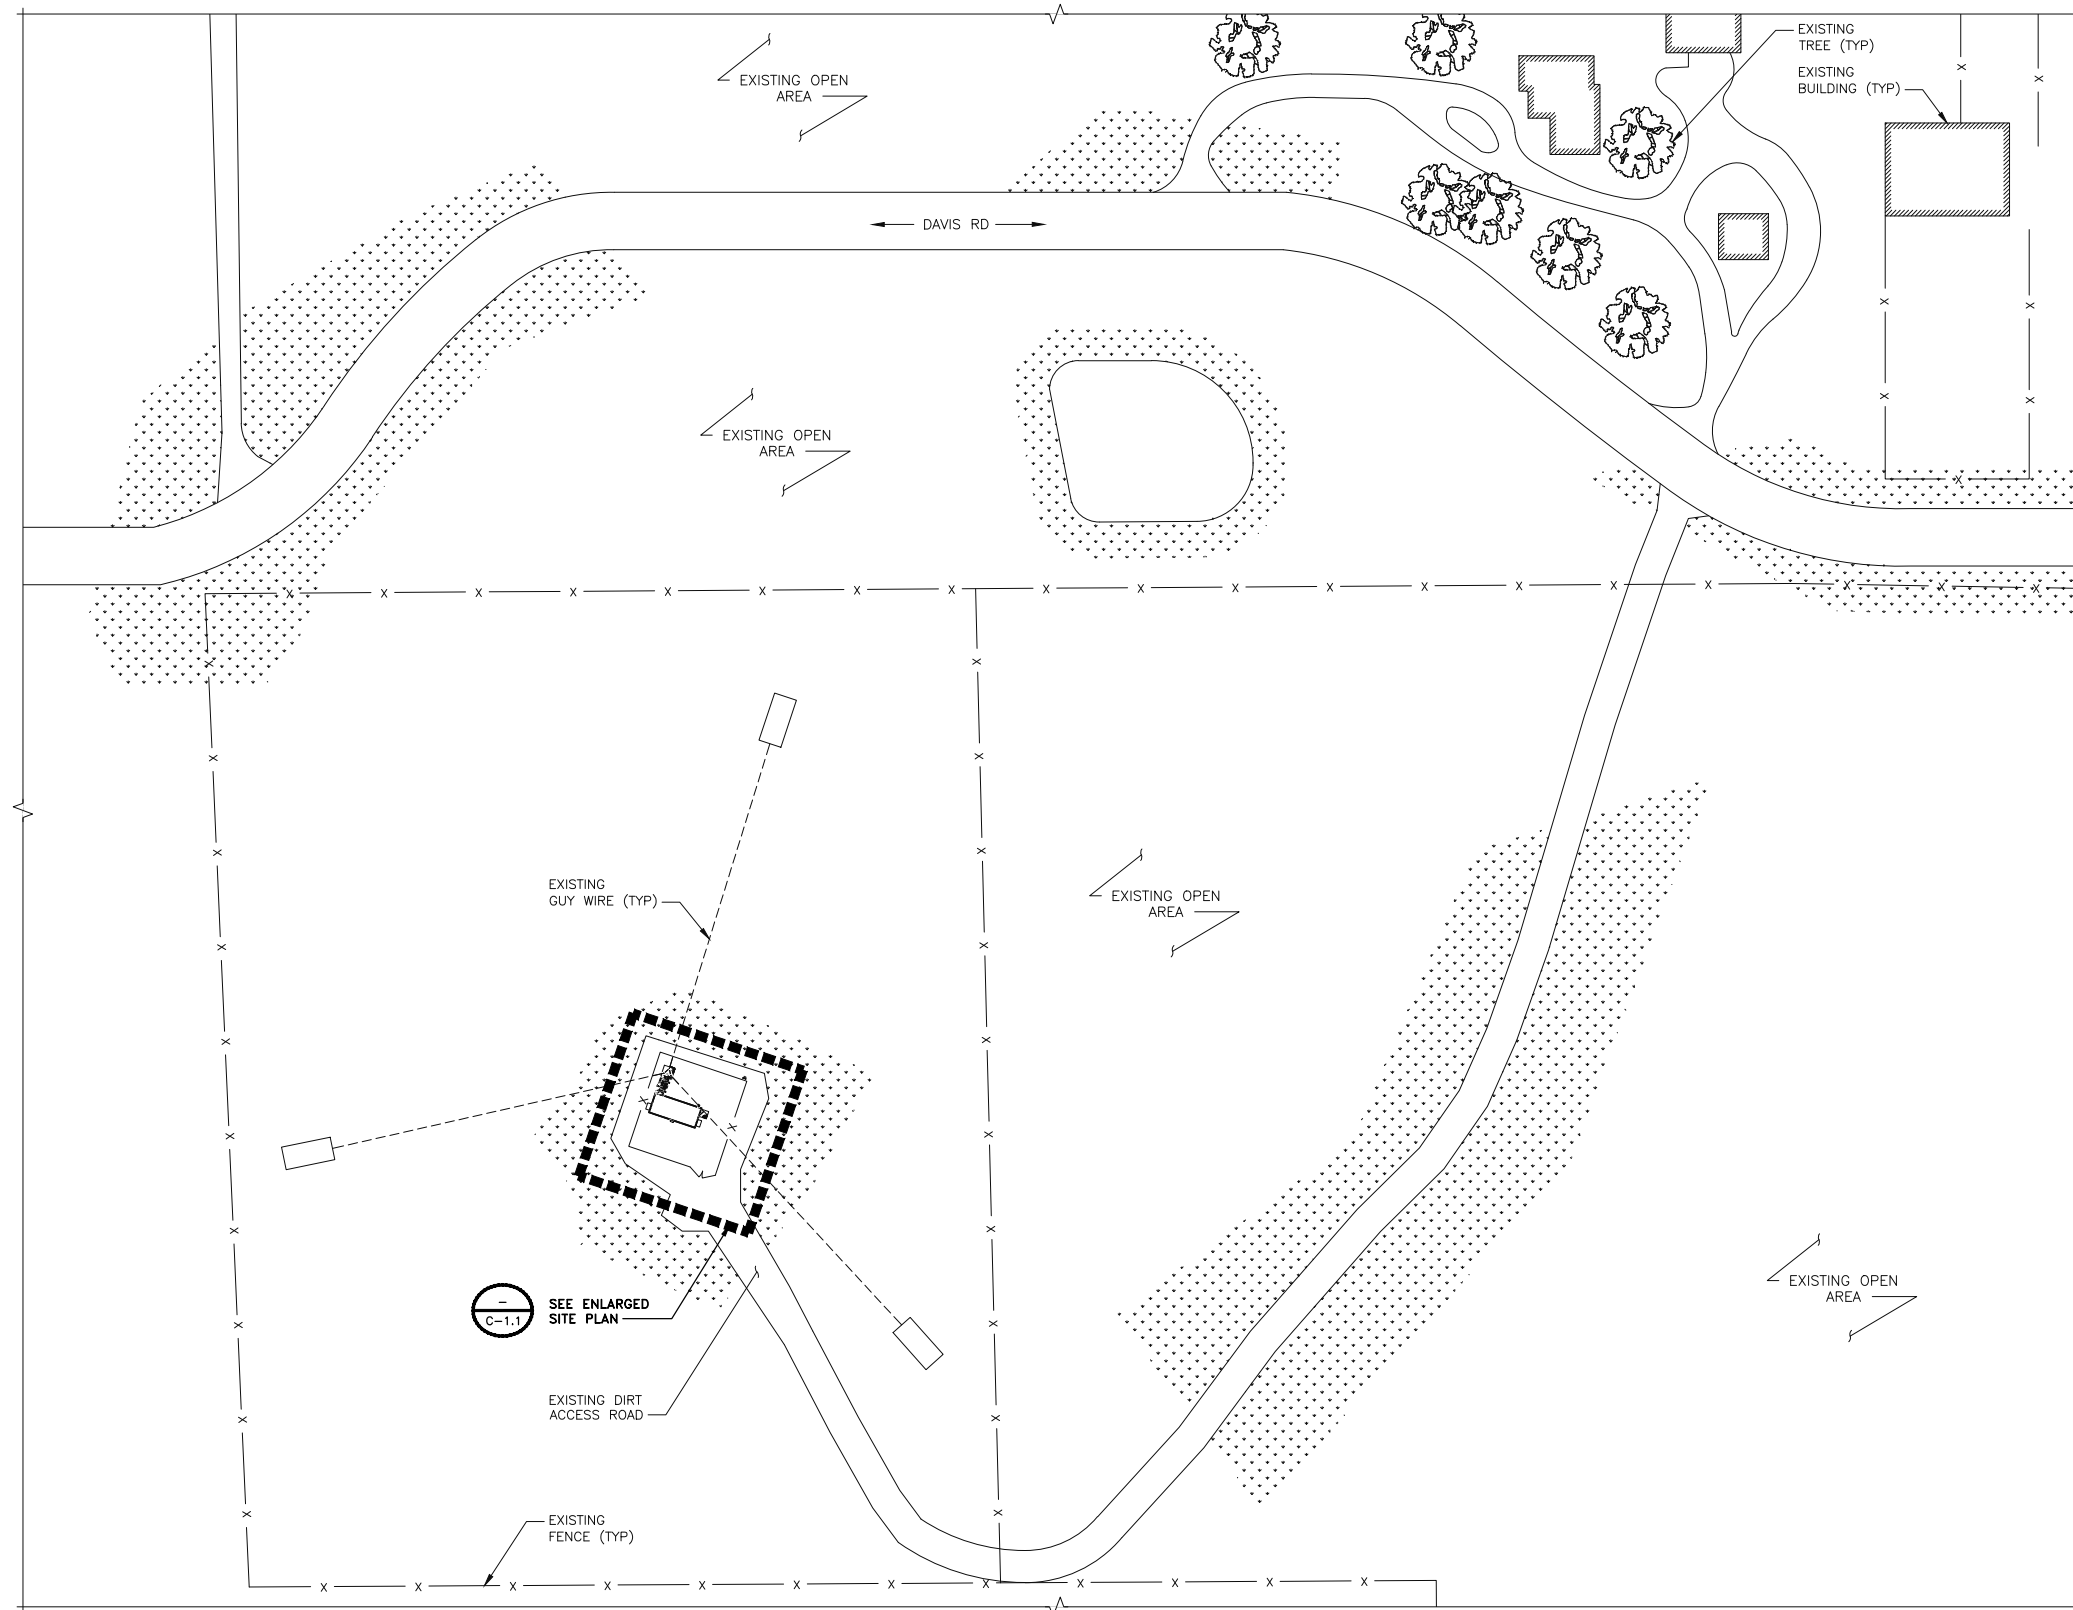 EXISTING
TREE (TYP)
EXISTING OPEN
AREA
EXISTING
BUILDING (TYP)
DAVIS RD
EXISTING OPEN
AREA
EXISTING
GUY WIRE (TYP)
EXISTING OPEN
AREA
EXISTING OPEN
AREA
–
C–1.1
SEE ENLARGED
SITE PLAN
EXISTING DIRT
ACCESS ROAD
EXISTING
FENCE (TYP)